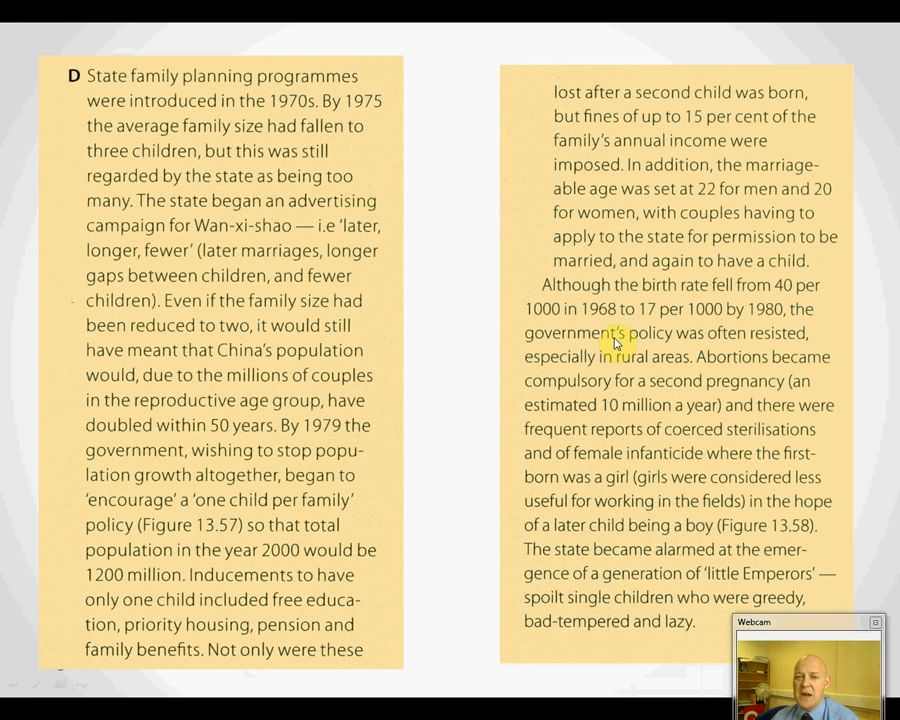 D State family planning programmes
were introduced in the 1970s. By 1975
the average family size had fallen to
three children, but this was still
regarded by the state as being too
many. The state began an advertising
campaign for Wan-xi-shao — i.e 'later,
longer, fewer' (later marriages, longer
gaps between children, and fewer
children). Even if the family size had
been reduced to two, it would still
have meant that China's population
would, due to the millions of couples
in the reproductive age group, have
doubled within 50 years. By 1979 the
government, wishing to stop popu-
lation growth altogether, began to
'encourage' a 'one child per family'
policy (Figure 13.57) so that total
population in the year 2000 would be
1200 million. Inducements to have
only one child included free educa-
tion, priority housing, pension and
family benefits. Not only were these
lost after a second child was born,
but fines of up to 15 per cent of the
family's annual income were
imposed. In addition, the marriage-
able age was set at 22 for men and 20
for women, with couples having to
apply to the state for permission to be
married, and again to have a child.
Although the birth rate fell from 40 per
1000 in 1968 to 17 per 1000 by 1980, the
government's policy was often resisted,
especially in rural areas. Abortions became
compulsory for a second pregnancy (an
estimated 10 million a year) and there were
frequent reports of coerced sterilisations
and of female infanticide where the first-
born was a girl (girls were considered less
useful for working in the fields) in the hope
of a later child being a boy (Figure 13.58).
The state became alarmed at the emer-
gence of a generation of 'little Emperors' —
spoilt single children who were greedy,
bad-tempered and lazy.
Webcam